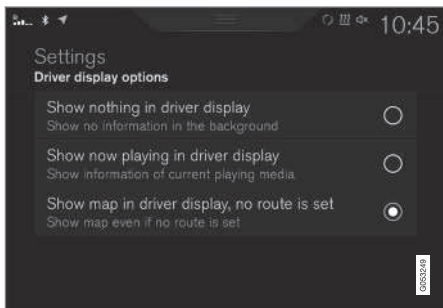 10:45
Settings
Driver display options
Show nothing in driver display
Show no information in the background
Show now playing in driver display
Show information of current playing media
Show map in driver display, no route is set
Show map even if no route is set
G053249